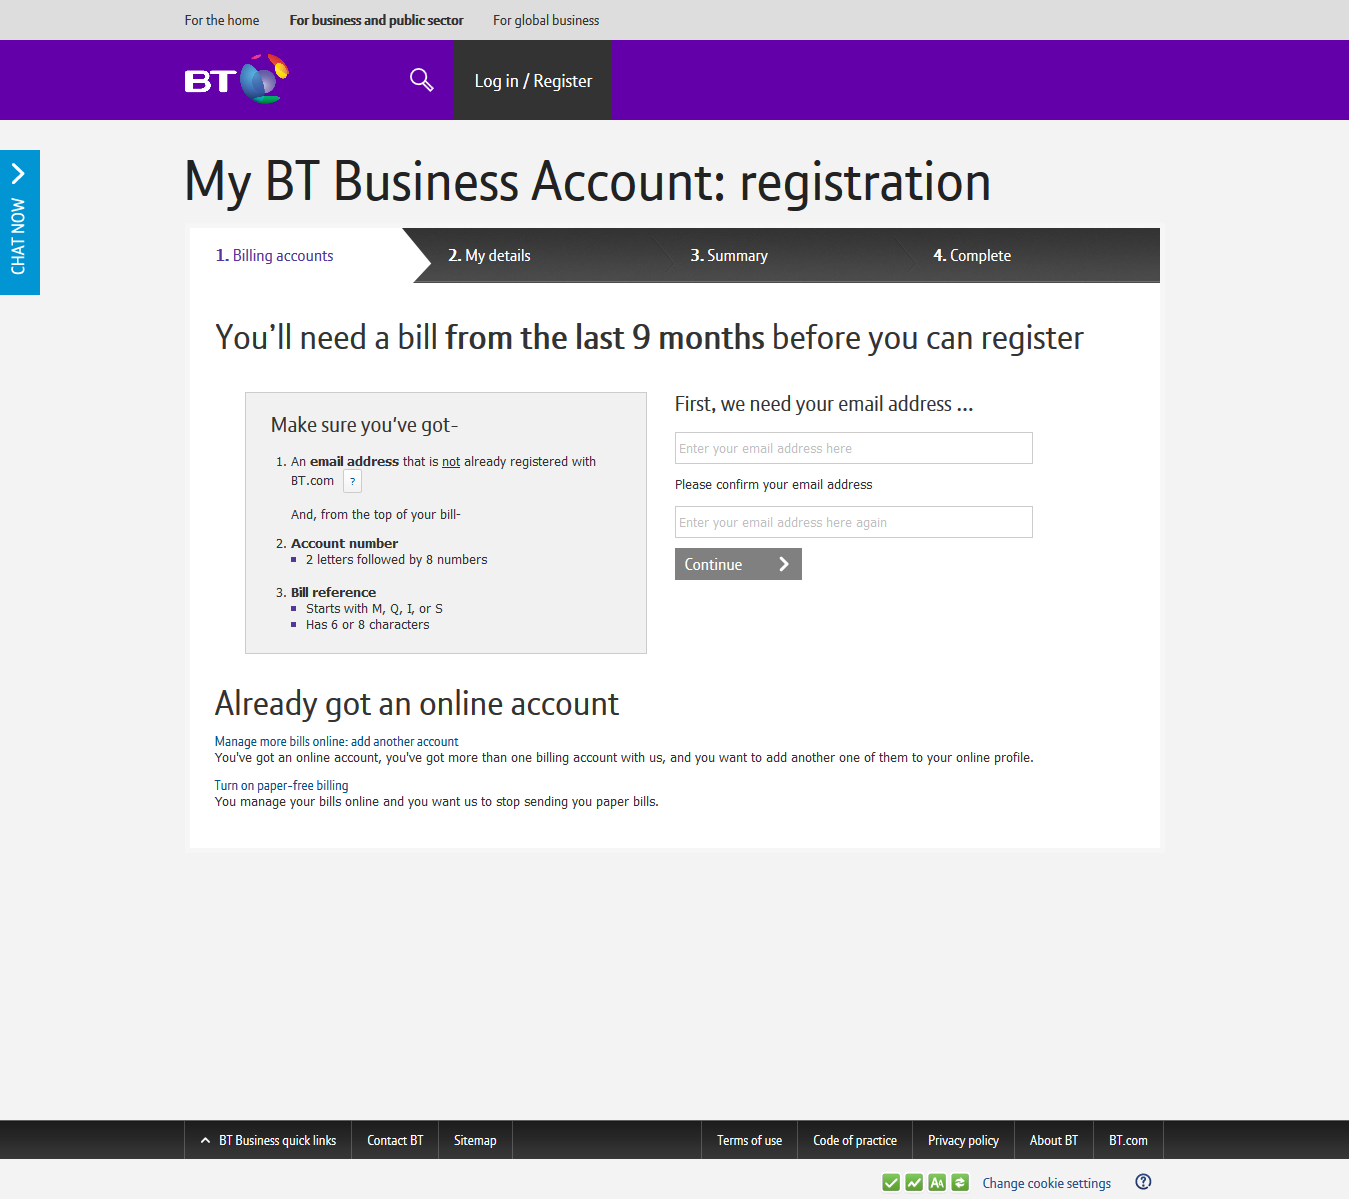 For the home For business and public sector For global business
BT Log in / Register
CHAT NOW
My BT Business Account: registration
1. Billing accounts 2. My details 3. Summary 4. Complete
You’ll need a bill from the last 9 months before you can register
Make sure you've got-
1. An email address that is not already registered with
BT.com ?
And, from the top of your bill-
2. Account number
2 letters followed by 8 numbers
3. Bill reference
Starts with M, Q, I, or S
Has 6 or 8 characters
First, we need your email address ...
Enter your email address here
Please confirm your email address
Enter your email address here again
Continue
Already got an online account
Manage more bills online: add another account
You've got an online account, you've got more than one billing account with us, and you want to add another one of them to your online profile.
Turn on paper-free billing
You manage your bills online and you want us to stop sending you paper bills.
BT Business quick links Contact BT Sitemap Terms of use Code of practice Privacy policy About BT BT.com
AA Change cookie settings ?